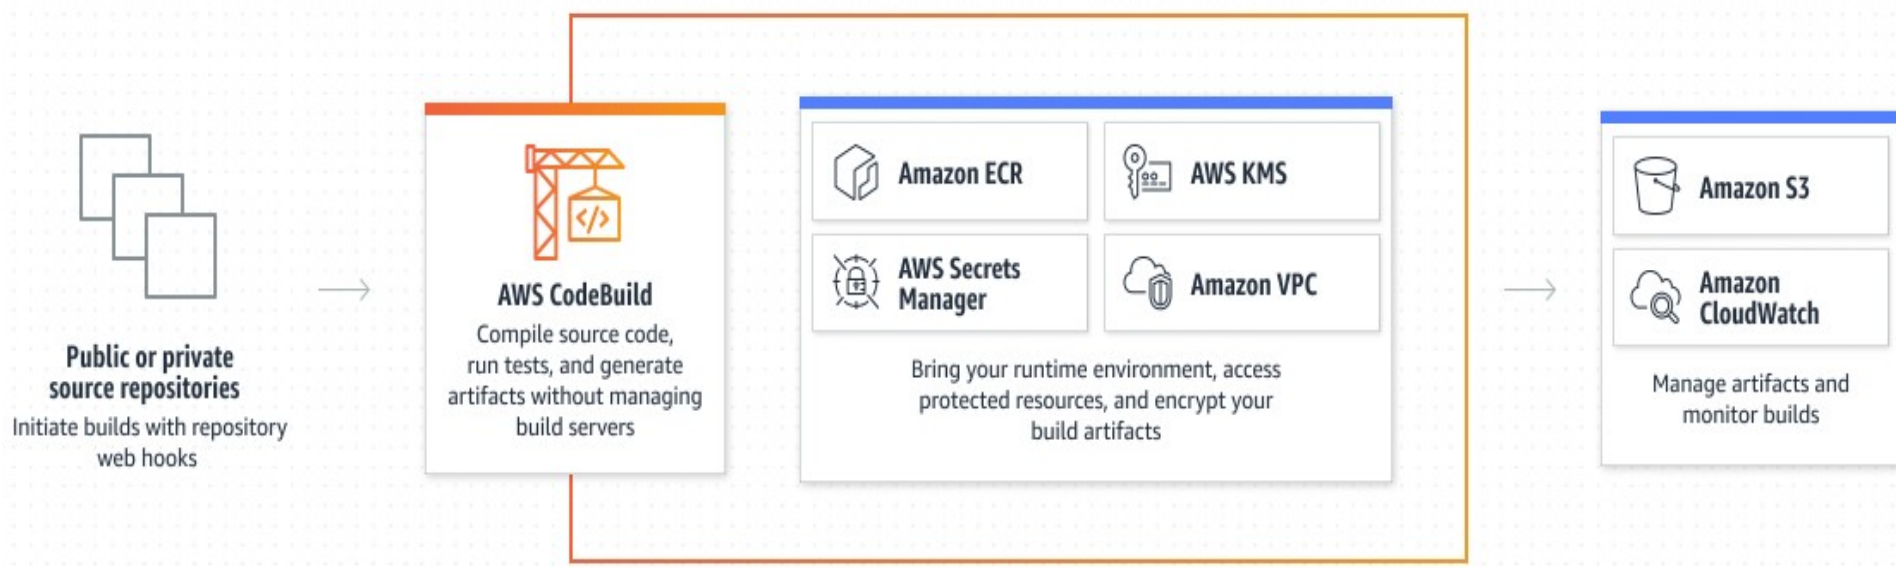 Public or private
source repositories
Initiate builds with repository
web hooks
</>
AWS CodeBuild
Compile source code,
run tests, and generate
artifacts without managing
build servers
Amazon ECR
AWS KMS
AWS Secrets
Manager
Amazon VPC
Bring your runtime environment, access
protected resources, and encrypt your
build artifacts
Amazon S3
Amazon
CloudWatch
Manage artifacts and
monitor builds